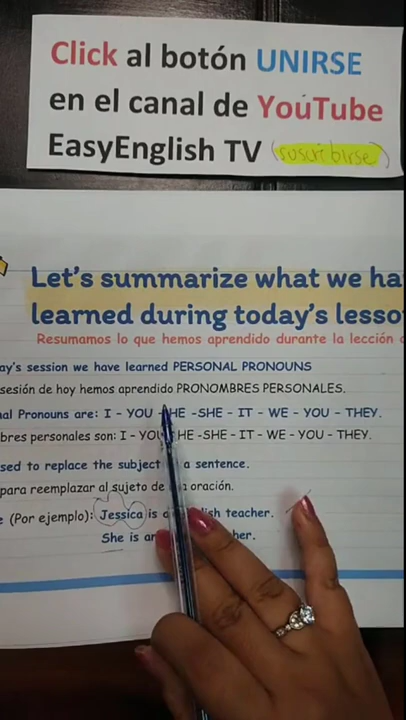 Click al botón UNIRSE
en el canal de YouTube
EasyEnglish TV (suscribirse)
Let's summarize what we ha
learned during today's lesso
Resumamos lo que hemos aprendido durante la lección
ay's session we have learned PERSONAL PRONOUNS
sesión de hoy hemos aprendido PRONOMBRES PERSONALES.
al Pronouns are: I - YOU - HE -SHE - IT - WE - YOU - THEY.
bres personales son: I - YOU HE -SHE - IT - WE - YOU - THEY.
sed to replace the subject a sentence.
para reemplazar al sujeto de oración.
e (Por ejemplo): Jessica is lish teacher.
She is an her.